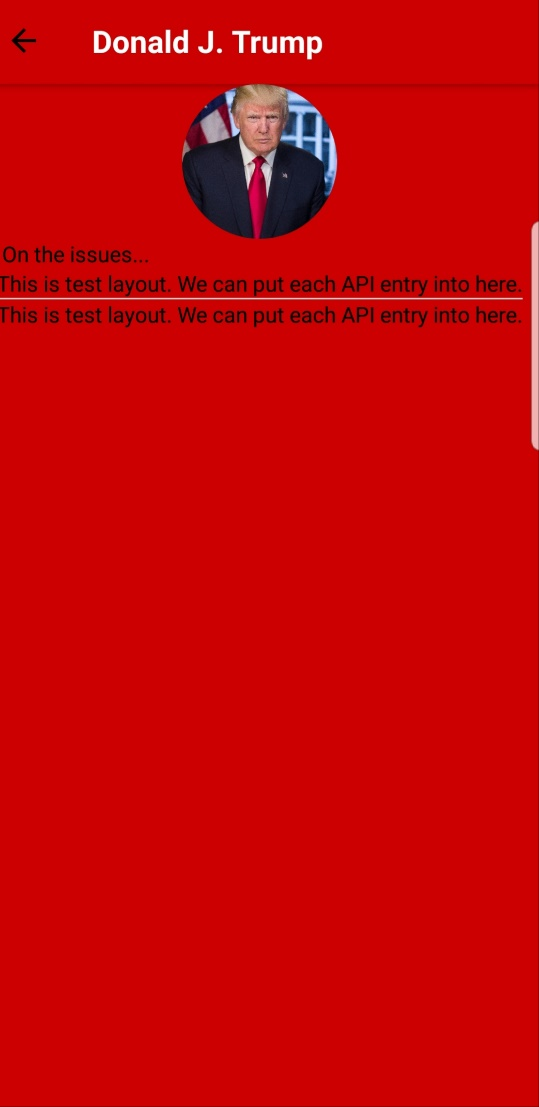 Donald J. Trump
On the issues...
This is test layout. We can put each API entry into here.
This is test layout. We can put each API entry into here.